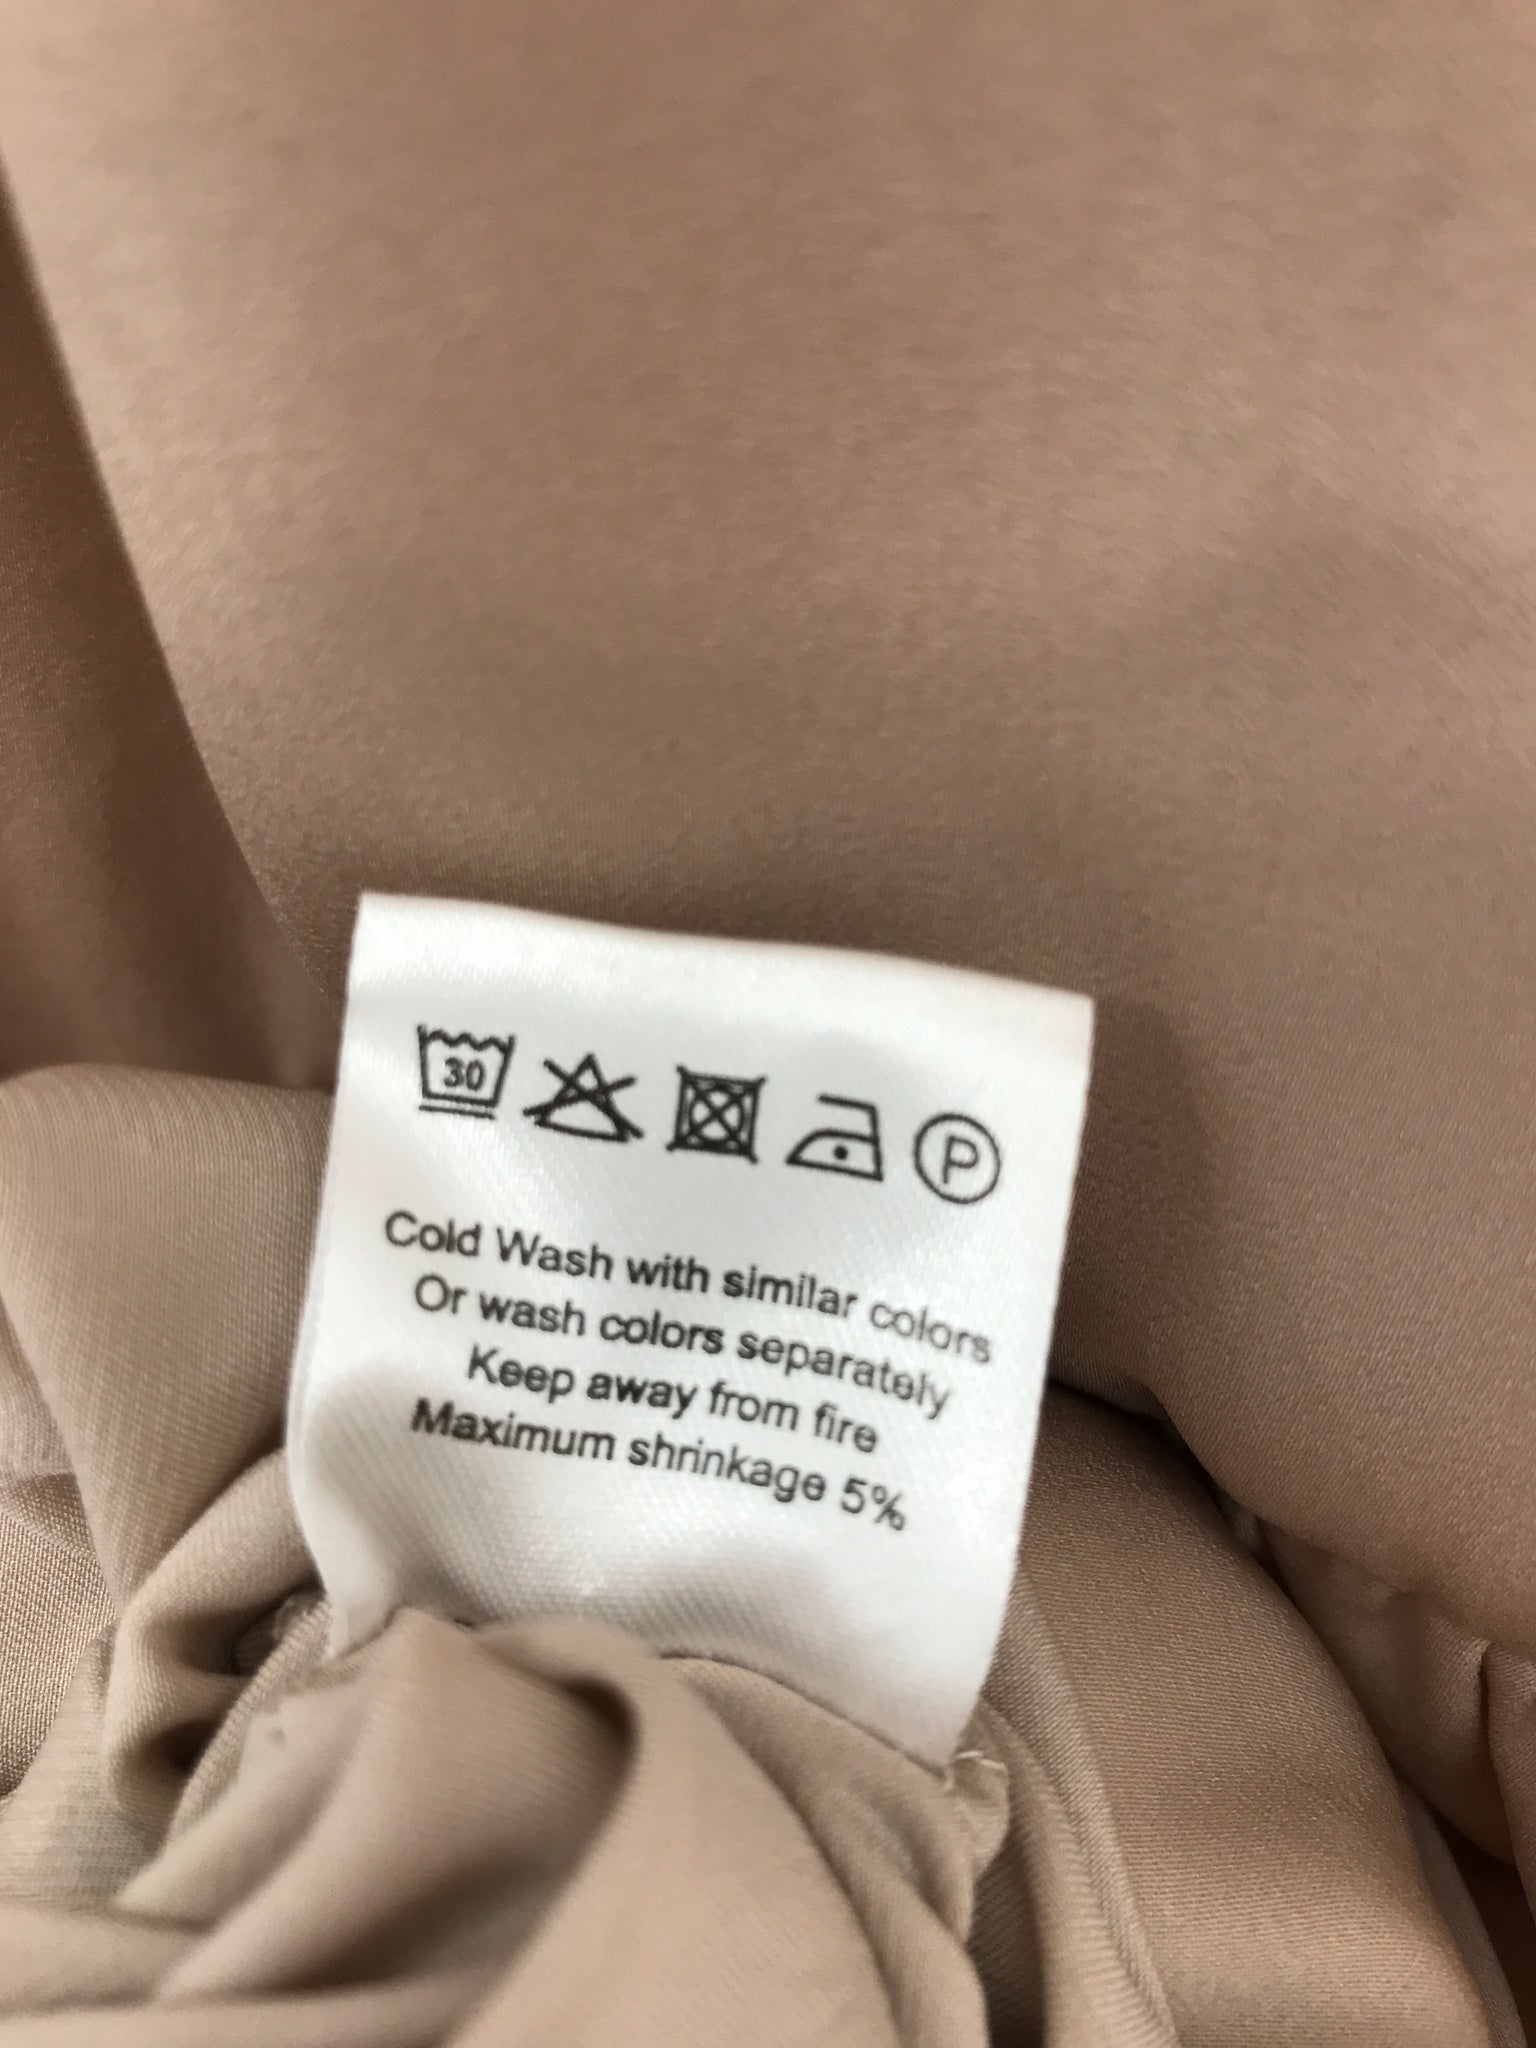 30
P
Cold Wash with similar colors
Or wash colors separately
Keep away from fire
Maximum shrinkage 5%